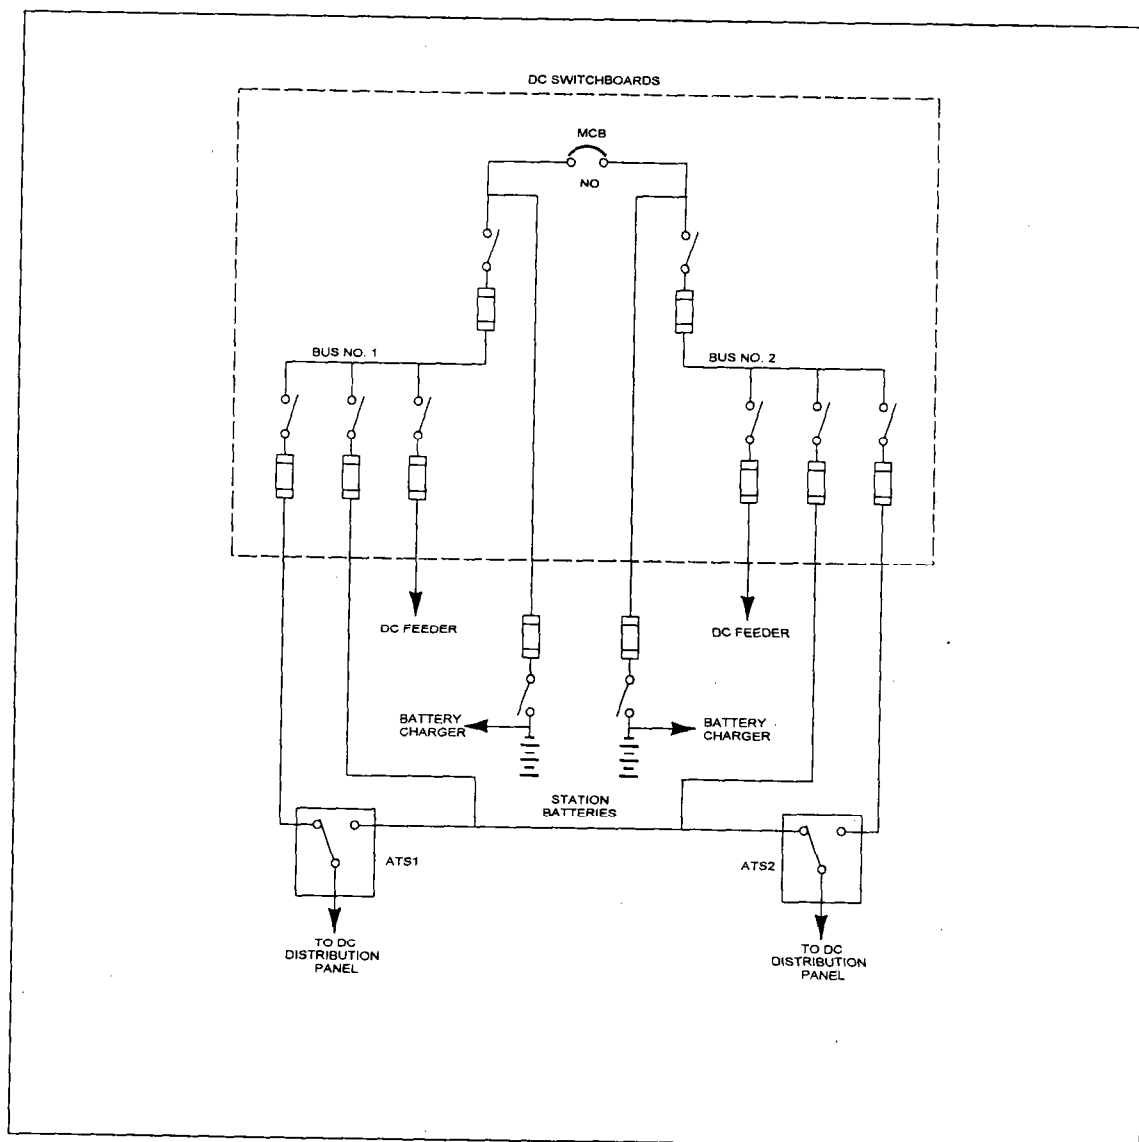 DC SWITCHBOARDS
MCB
NO
BUS NO. 1
BUS NO. 2
DC FEEDER
DC FEEDER
BATTERY
CHARGER
BATTERY
CHARGER
STATION
BATTERIES
ATS1
ATS2
TO DC
DISTRIBUTION
PANEL
TO DC
DISTRIBUTION
PANEL